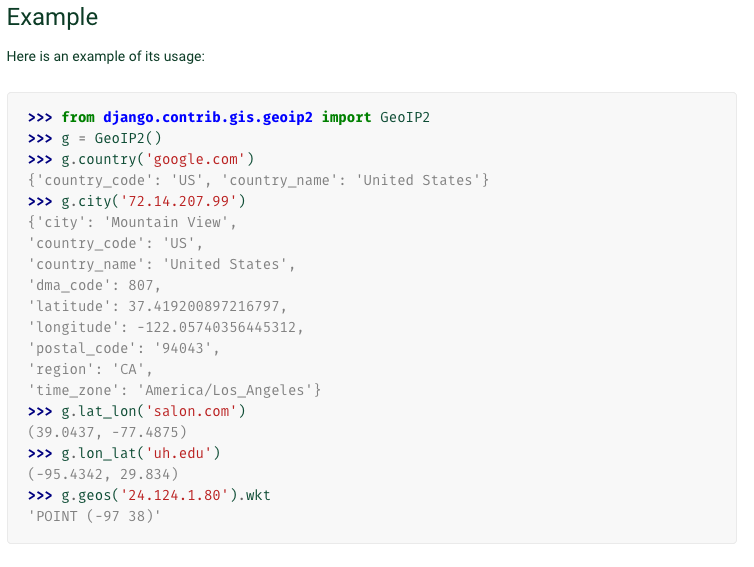 Example
Here is an example of its usage:
>>> from django.contrib.gis.geoip2 import GeoIP2
>>> g = GeoIP2()
>>> g.country('google.com')
{'country_code': 'US', 'country_name': 'United States'}
>>> g.city('72.14.207.99')
{'city': 'Mountain View',
'country_code': 'US',
'country_name': 'United States',
'dma_code': 807,
'latitude': 37.419200897216797,
'longitude': -122.05740356445312,
'postal_code': '94043',
'region': 'CA',
'time_zone': 'America/Los_Angeles'}
>>> g.lat_lon('salon.com')
(39.0437, -77.4875)
>>> g.lon_lat('uh.edu')
(-95.4342, 29.834)
>>> g.geos('24.124.1.80').wkt
'POINT (-97 38)'